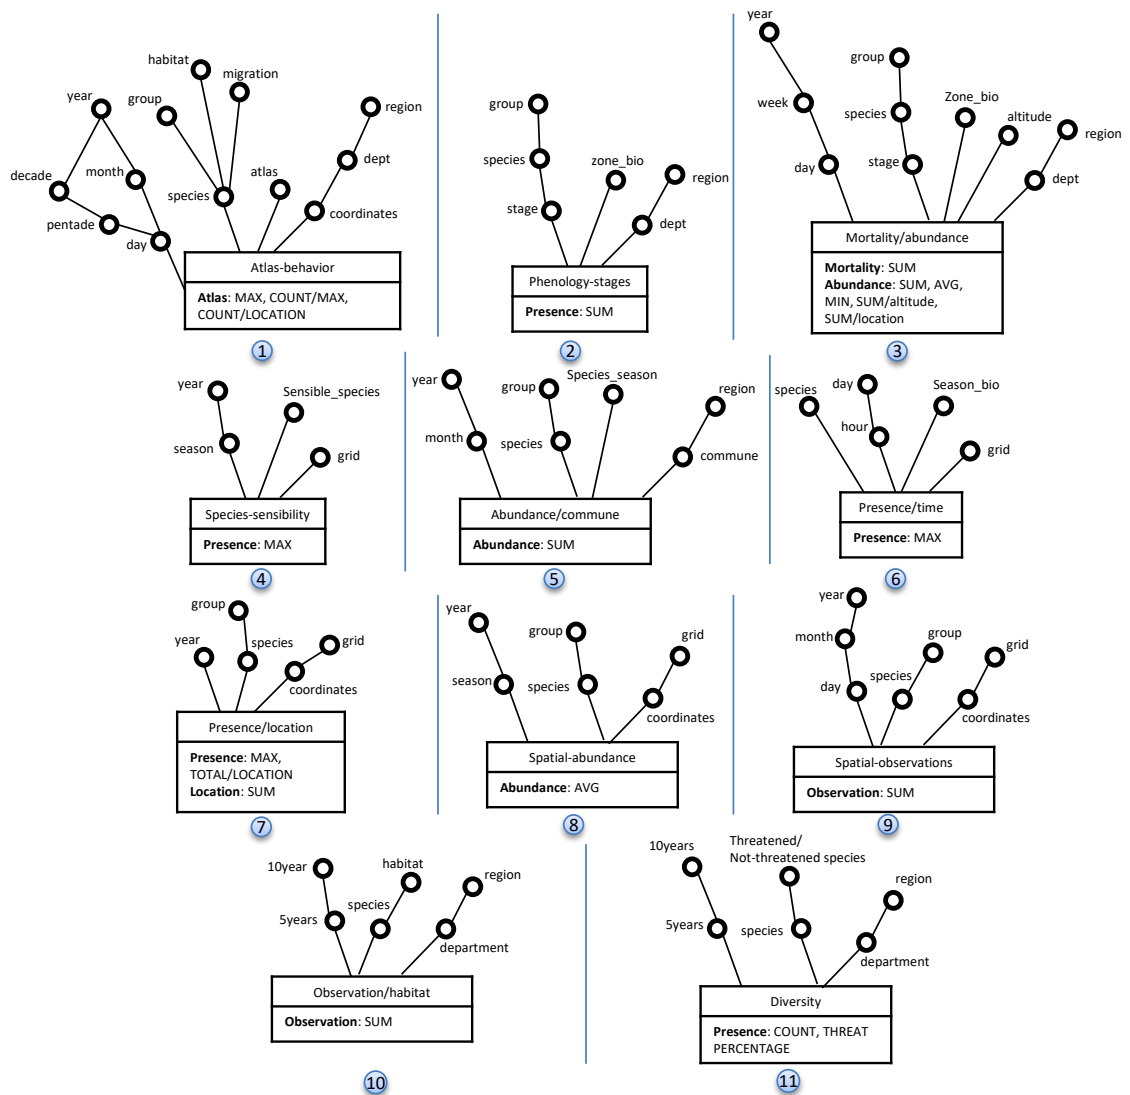 year
habitat
migration
group
region
decade
month
species
atlas
dept
coordinates
pentade
day
Atlas-behavior
Atlas: MAX, COUNT/MAX,
COUNT/LOCATION
1
group
species
zone_bio
region
stage
dept
Phenology-stages
Presence: SUM
2
year
group
week
species
Zone_bio
altitude
region
day
stage
dept
Mortality/abundance
Mortality: SUM
Abundance: SUM, AVG,
MIN, SUM/altitude,
SUM/location
3
year
Sensible_species
season
grid
Species-sensibility
Presence: MAX
4
year
group
Species_season
region
month
species
commune
Abundance/commune
Abundance: SUM
5
species
day
Season_bio
hour
grid
Presence/time
Presence: MAX
6
group
year
species
grid
coordinates
Presence/location
Presence: MAX,
TOTAL/LOCATION
Location: SUM
7
year
group
grid
season
species
coordinates
Spatial-abundance
Abundance: AVG
8
year
month
group
grid
day
species
coordinates
Spatial-observations
Observation: SUM
9
10year
habitat
region
5years
species
department
Observation/habitat
Observation: SUM
10
10years
Threatened/
Not-threatened species
region
5years
species
department
Diversity
Presence: COUNT, THREAT
PERCENTAGE
11